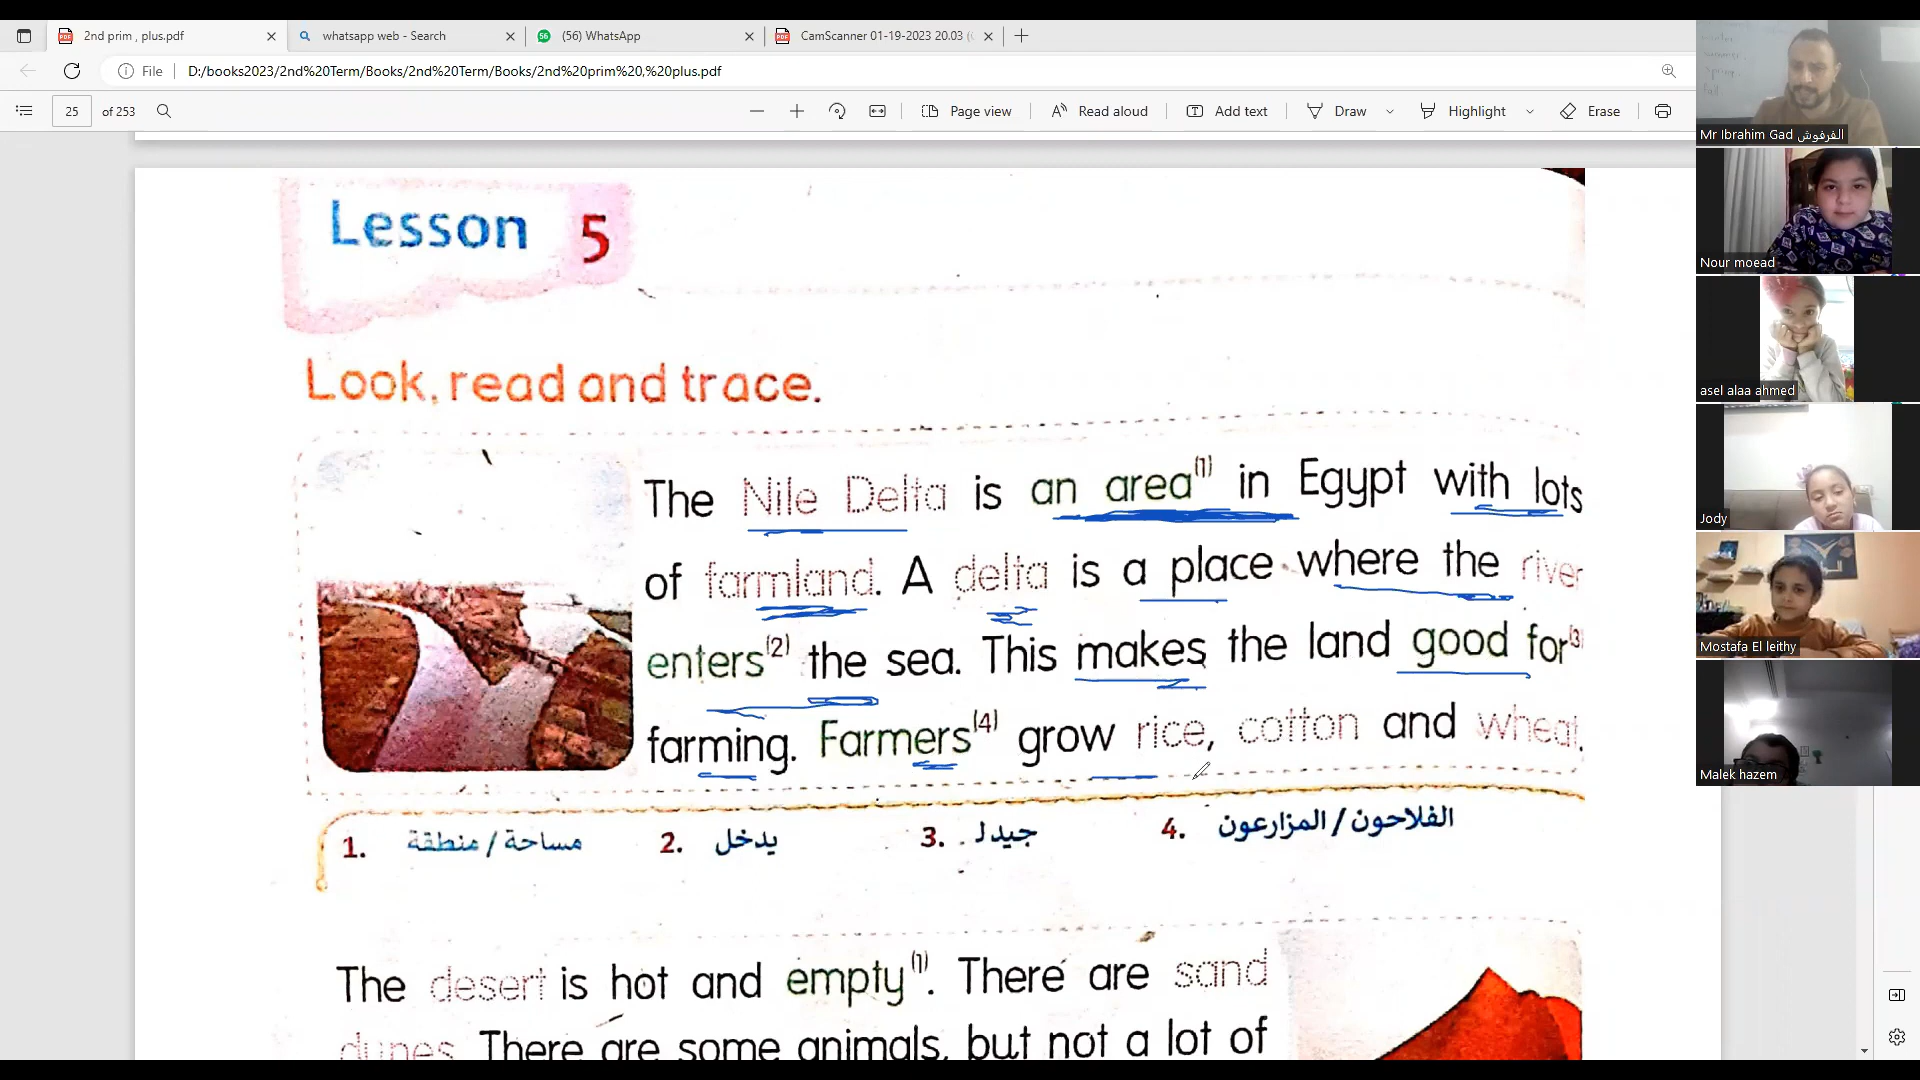 2nd prim , plus.pdf
whatsapp web - Search
(56) WhatsApp
CamScanner 01-19-2023 20.03 (
File
D:/books2023/2nd%20Term/Books/2nd%20Term/Books/2nd%20prim%20,%20plus.pdf
25 of 253
Page view
Read aloud
Add text
Draw
Highlight
Erase
Lesson 5
Look, read and trace.
The Nile Delta is an area(1) in Egypt with lots
of farmland. A delta is a place where the river
enters(2) the sea. This makes the land good for(3)
farming. Farmers(4) grow rice, cotton and wheat.
1. مساحة / منطقة
2. يدخل
3. جيد لـ
4. الفلاحون / المزارعون
The desert is hot and empty(1). There are sand
dunes. There are some animals, but not a lot of
Mr Ibrahim Gad الفرفوش
Nour moead
asel alaa ahmed
Jody
Mostafa El leithy
Malek hazem